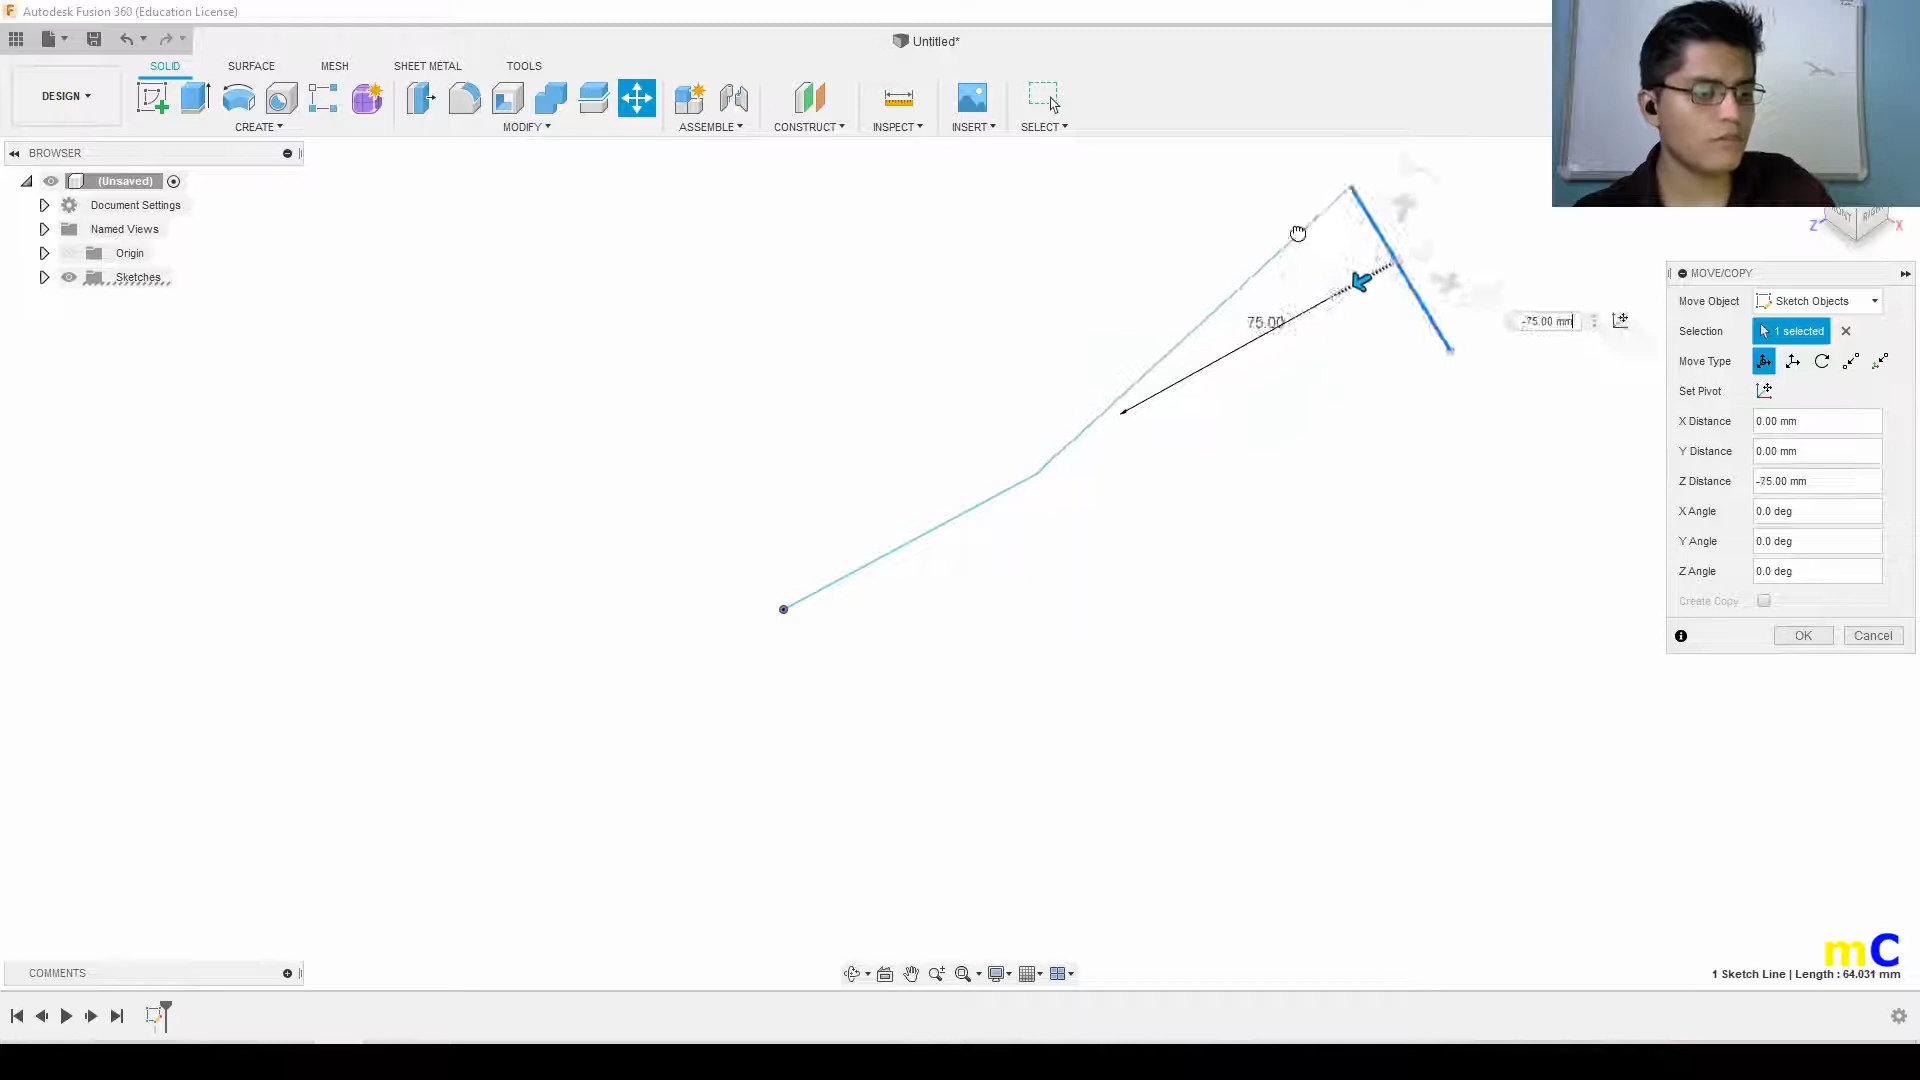 Autodesk Fusion 360 (Education License)
Untitled*
SOLID SURFACE MESH SHEET METAL TOOLS
DESIGN
CREATE MODIFY ASSEMBLE CONSTRUCT INSPECT INSERT SELECT
BROWSER
(Unsaved)
Document Settings
Named Views
Origin
Sketches
75.00
-75.00 mm
Z FRONT RIGHT X
MOVE/COPY
Move Object Sketch Objects
Selection 1 selected
Move Type
Set Pivot
X Distance 0.00 mm
Y Distance 0.00 mm
Z Distance -75.00 mm
X Angle 0.0 deg
Y Angle 0.0 deg
Z Angle 0.0 deg
Create Copy
OK Cancel
mC
COMMENTS
1 Sketch Line | Length : 64.031 mm